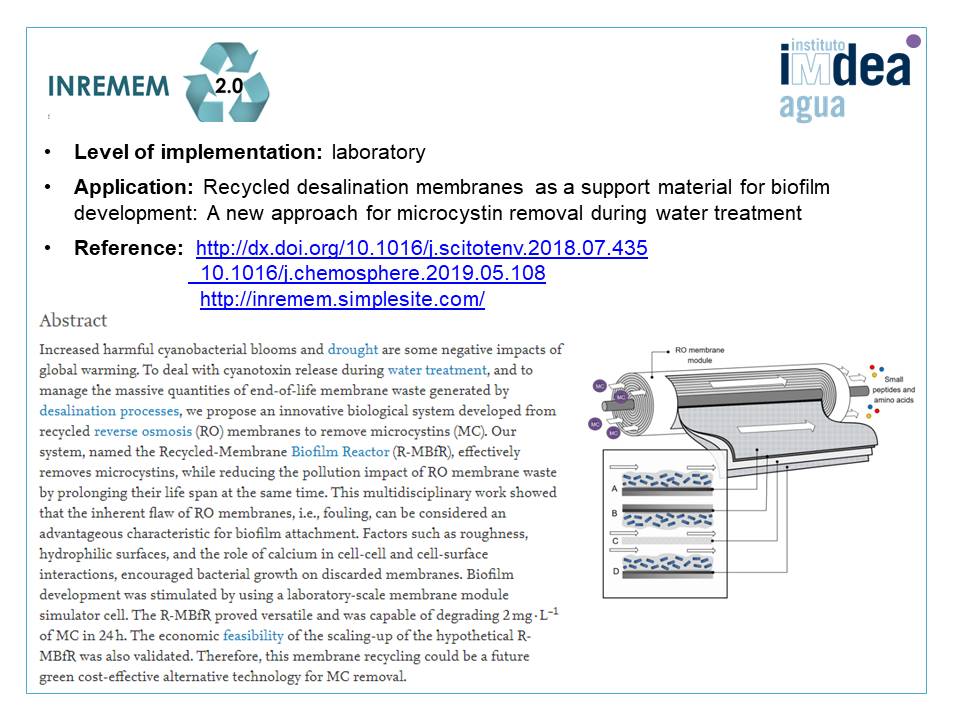 INREMEM 2.0
instituto
imdea
agua
• Level of implementation: laboratory
• Application: Recycled desalination membranes as a support material for biofilm
development: A new approach for microcystin removal during water treatment
• Reference: http://dx.doi.org/10.1016/j.scitotenv.2018.07.435
10.1016/j.chemosphere.2019.05.108
http://inremem.simplesite.com/
Abstract
Increased harmful cyanobacterial blooms and drought are some negative impacts of
global warming. To deal with cyanotoxin release during water treatment, and to
manage the massive quantities of end-of-life membrane waste generated by
desalination processes, we propose an innovative biological system developed from
recycled reverse osmosis (RO) membranes to remove microcystins (MC). Our
system, named the Recycled-Membrane Biofilm Reactor (R-MBfR), effectively
removes microcystins, while reducing the pollution impact of RO membrane waste
by prolonging their life span at the same time. This multidisciplinary work showed
that the inherent flaw of RO membranes, i.e., fouling, can be considered an
advantageous characteristic for biofilm attachment. Factors such as roughness,
hydrophilic surfaces, and the role of calcium in cell-cell and cell-surface
interactions, encouraged bacterial growth on discarded membranes. Biofilm
development was stimulated by using a laboratory-scale membrane module
simulator cell. The R-MBfR proved versatile and was capable of degrading 2 mg·L⁻¹
of MC in 24 h. The economic feasibility of the scaling-up of the hypothetical R-
MBfR was also validated. Therefore, this membrane recycling could be a future
green cost-effective alternative technology for MC removal.
RO membrane
module
MC
MC
MC
MC
Small
peptides and
amino acids
A
B
C
D